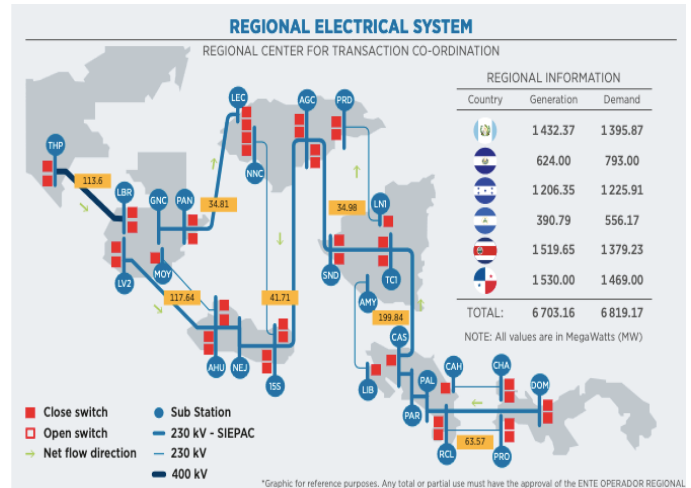 REGIONAL ELECTRICAL SYSTEM
REGIONAL CENTER FOR TRANSACTION CO-ORDINATION
REGIONAL INFORMATION
Country Generation Demand
1 432.37 1 395.87
624.00 793.00
1 206.35 1 225.91
390.79 556.17
1 519.65 1 379.23
1 530.00 1 469.00
TOTAL: 6 703.16 6 819.17
NOTE: All values are in MegaWatts (MW)
LEC
AGC
PRD
THP
NNC
113.6
LBR
GNC
PAN
34.81
34.98
LN1
LV2
MOY
SND
TC1
AMY
117.64
41.71
199.84
AHU
NEJ
15S
LIB
CAS
PAR
PAL
CAH
CHA
DOM
RCL
63.57
PRO
Close switch
Open switch
Net flow direction
400 kV
Sub Station
230 kV - SIEPAC
230 kV
*Graphic for reference purposes. Any total or partial use must have the approval of the ENTE OPERADOR REGIONAL